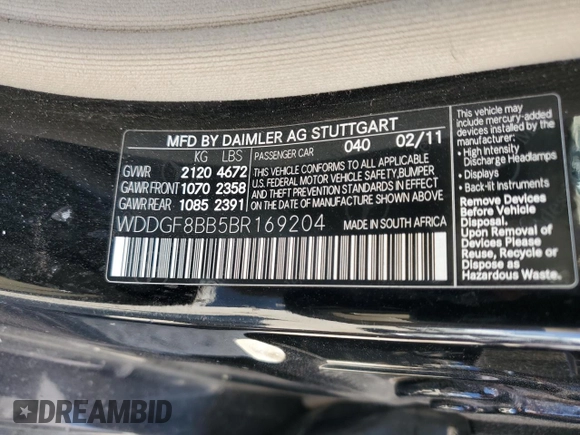 MFD BY DAIMLER AG STUTTGART
KG LBS PASSENGER CAR 040 02/11
GVWR 2120 4672
GAWR FRONT 1070 2358
GAWR REAR 1085 2391
THIS VEHICLE CONFORMS TO ALL APPLICABLE
U.S. FEDERAL MOTOR VEHICLE SAFETY,BUMPER
AND THEFT PREVENTION STANDARDS IN EFFECT
ON THE DATE OF MANUFACTURE SHOWN ABOVE.
WDDGF8BB5BR169204 MADE IN SOUTH AFRICA
This vehicle may
include mercury-added
devices installed by the
manufacturer:
• High Intensity
Discharge Headlamps
• Displays
• Back-lit instruments
Remove Devices
Before Vehicle
Disposal.
Upon Removal of
Devices Please
Reuse, Recycle or
Dispose as
Hazardous Waste.
DREAMBID